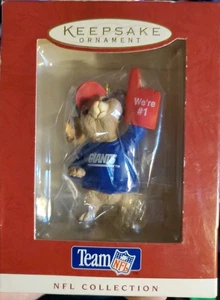 KEEPSAKE
ORNAMENT
We're
#1
GIANTS
Team
NFL
NFL COLLECTION